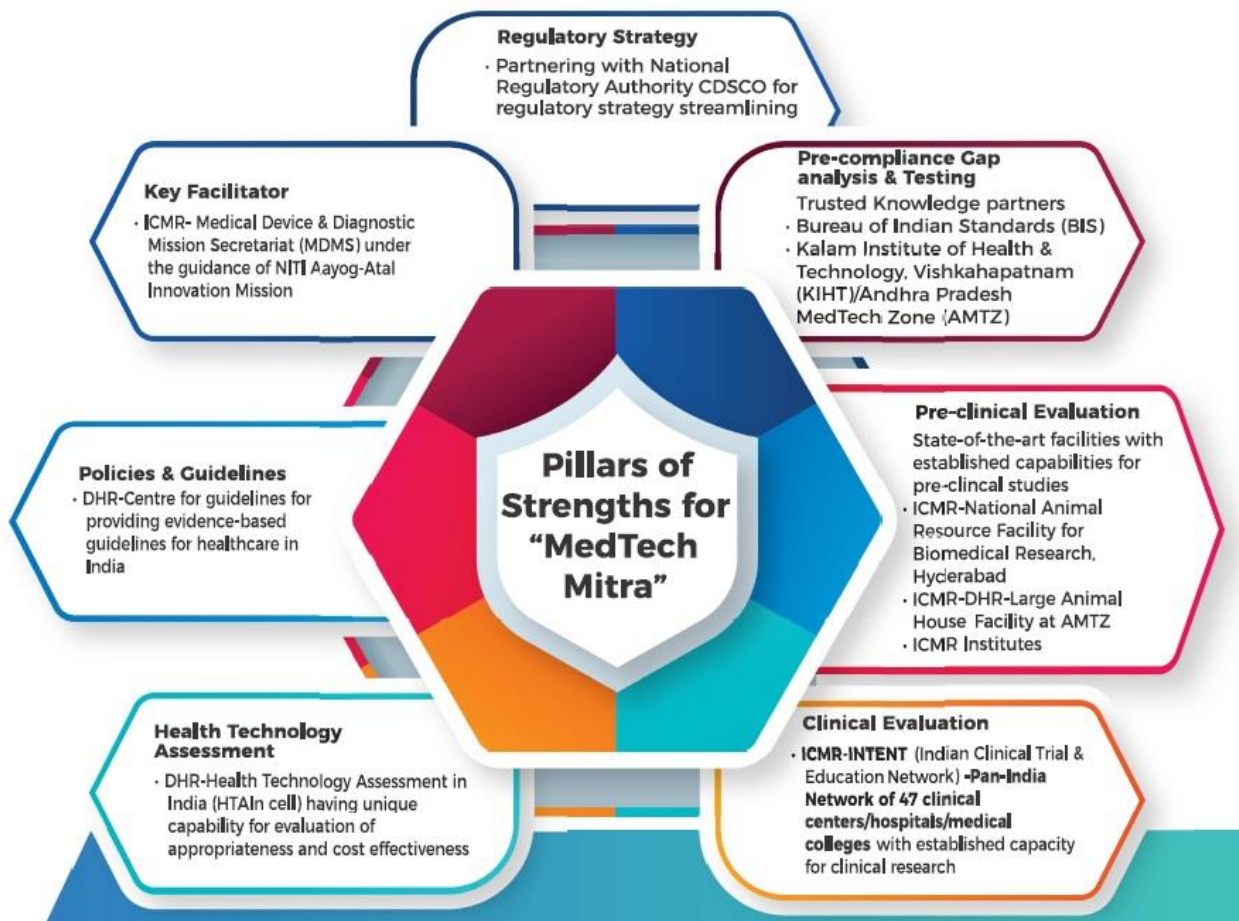 Regulatory Strategy
· Partnering with National
Regulatory Authority CDSCO for
regulatory strategy streamlining
Key Facilitator
· ICMR- Medical Device & Diagnostic
Mission Secretariat (MDMS) under
the guidance of NITI Aayog-Atal
Innovation Mission
Pre-compliance Gap
analysis & Testing
Trusted Knowledge partners
· Bureau of Indian Standards (BIS)
· Kalam Institute of Health &
Technology, Vishkahapatnam
(KIHT)/Andhra Pradesh
MedTech Zone (AMTZ)
Policies & Guidelines
· DHR-Centre for guidelines for
providing evidence-based
guidelines for healthcare in
India
Pillars of
Strengths for
“MedTech
Mitra”
Pre-clinical Evaluation
State-of-the-art facilities with
established capabilities for
pre-clincal studies
· ICMR-National Animal
Resource Facility for
Biomedical Research,
Hyderabad
· ICMR-DHR-Large Animal
House Facility at AMTZ
· ICMR Institutes
Health Technology
Assessment
· DHR-Health Technology Assessment in
India (HTAIn cell) having unique
capability for evaluation of
appropriateness and cost effectiveness
Clinical Evaluation
· ICMR-INTENT (Indian Clinical Trial &
Education Network) -Pan-India
Network of 47 clinical
centers/hospitals/medical
colleges with established capacity
for clinical research